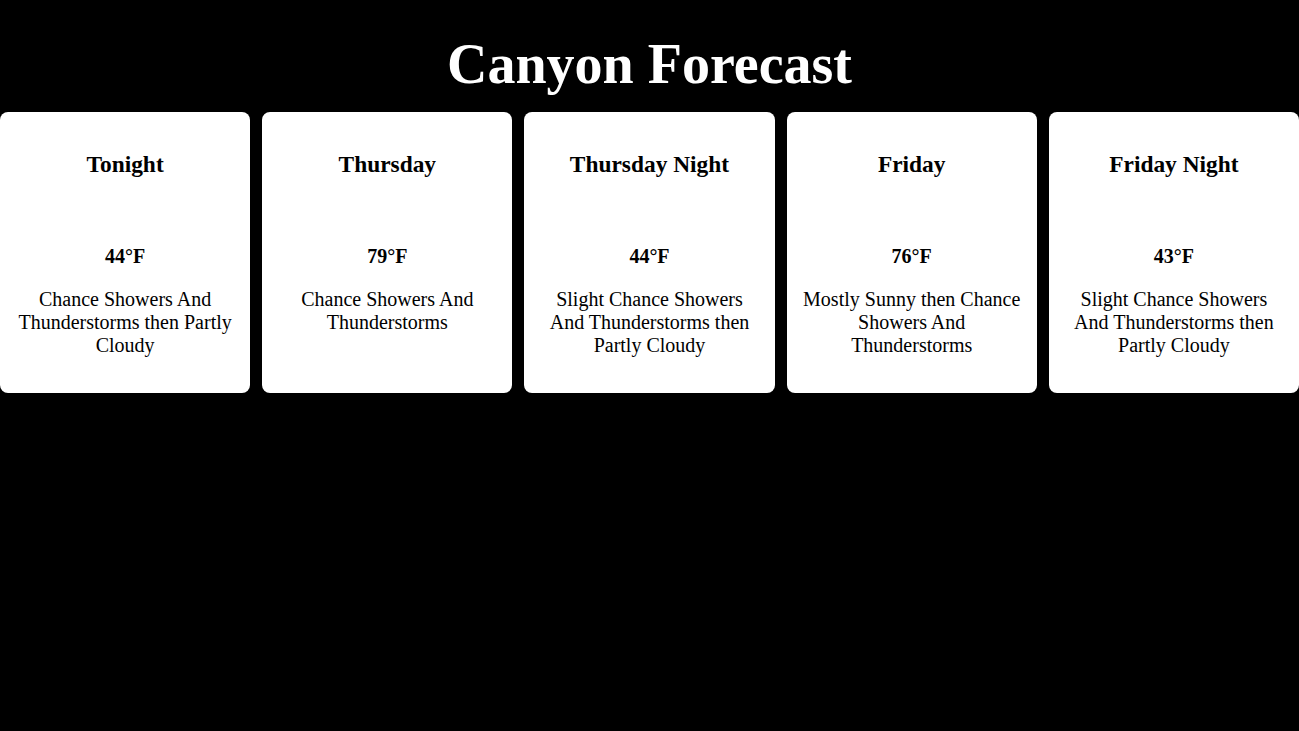 Canyon Forecast
Tonight
44°F
Chance Showers And
Thunderstorms then Partly
Cloudy
Thursday
79°F
Chance Showers And
Thunderstorms
Thursday Night
44°F
Slight Chance Showers
And Thunderstorms then
Partly Cloudy
Friday
76°F
Mostly Sunny then Chance
Showers And
Thunderstorms
Friday Night
43°F
Slight Chance Showers
And Thunderstorms then
Partly Cloudy